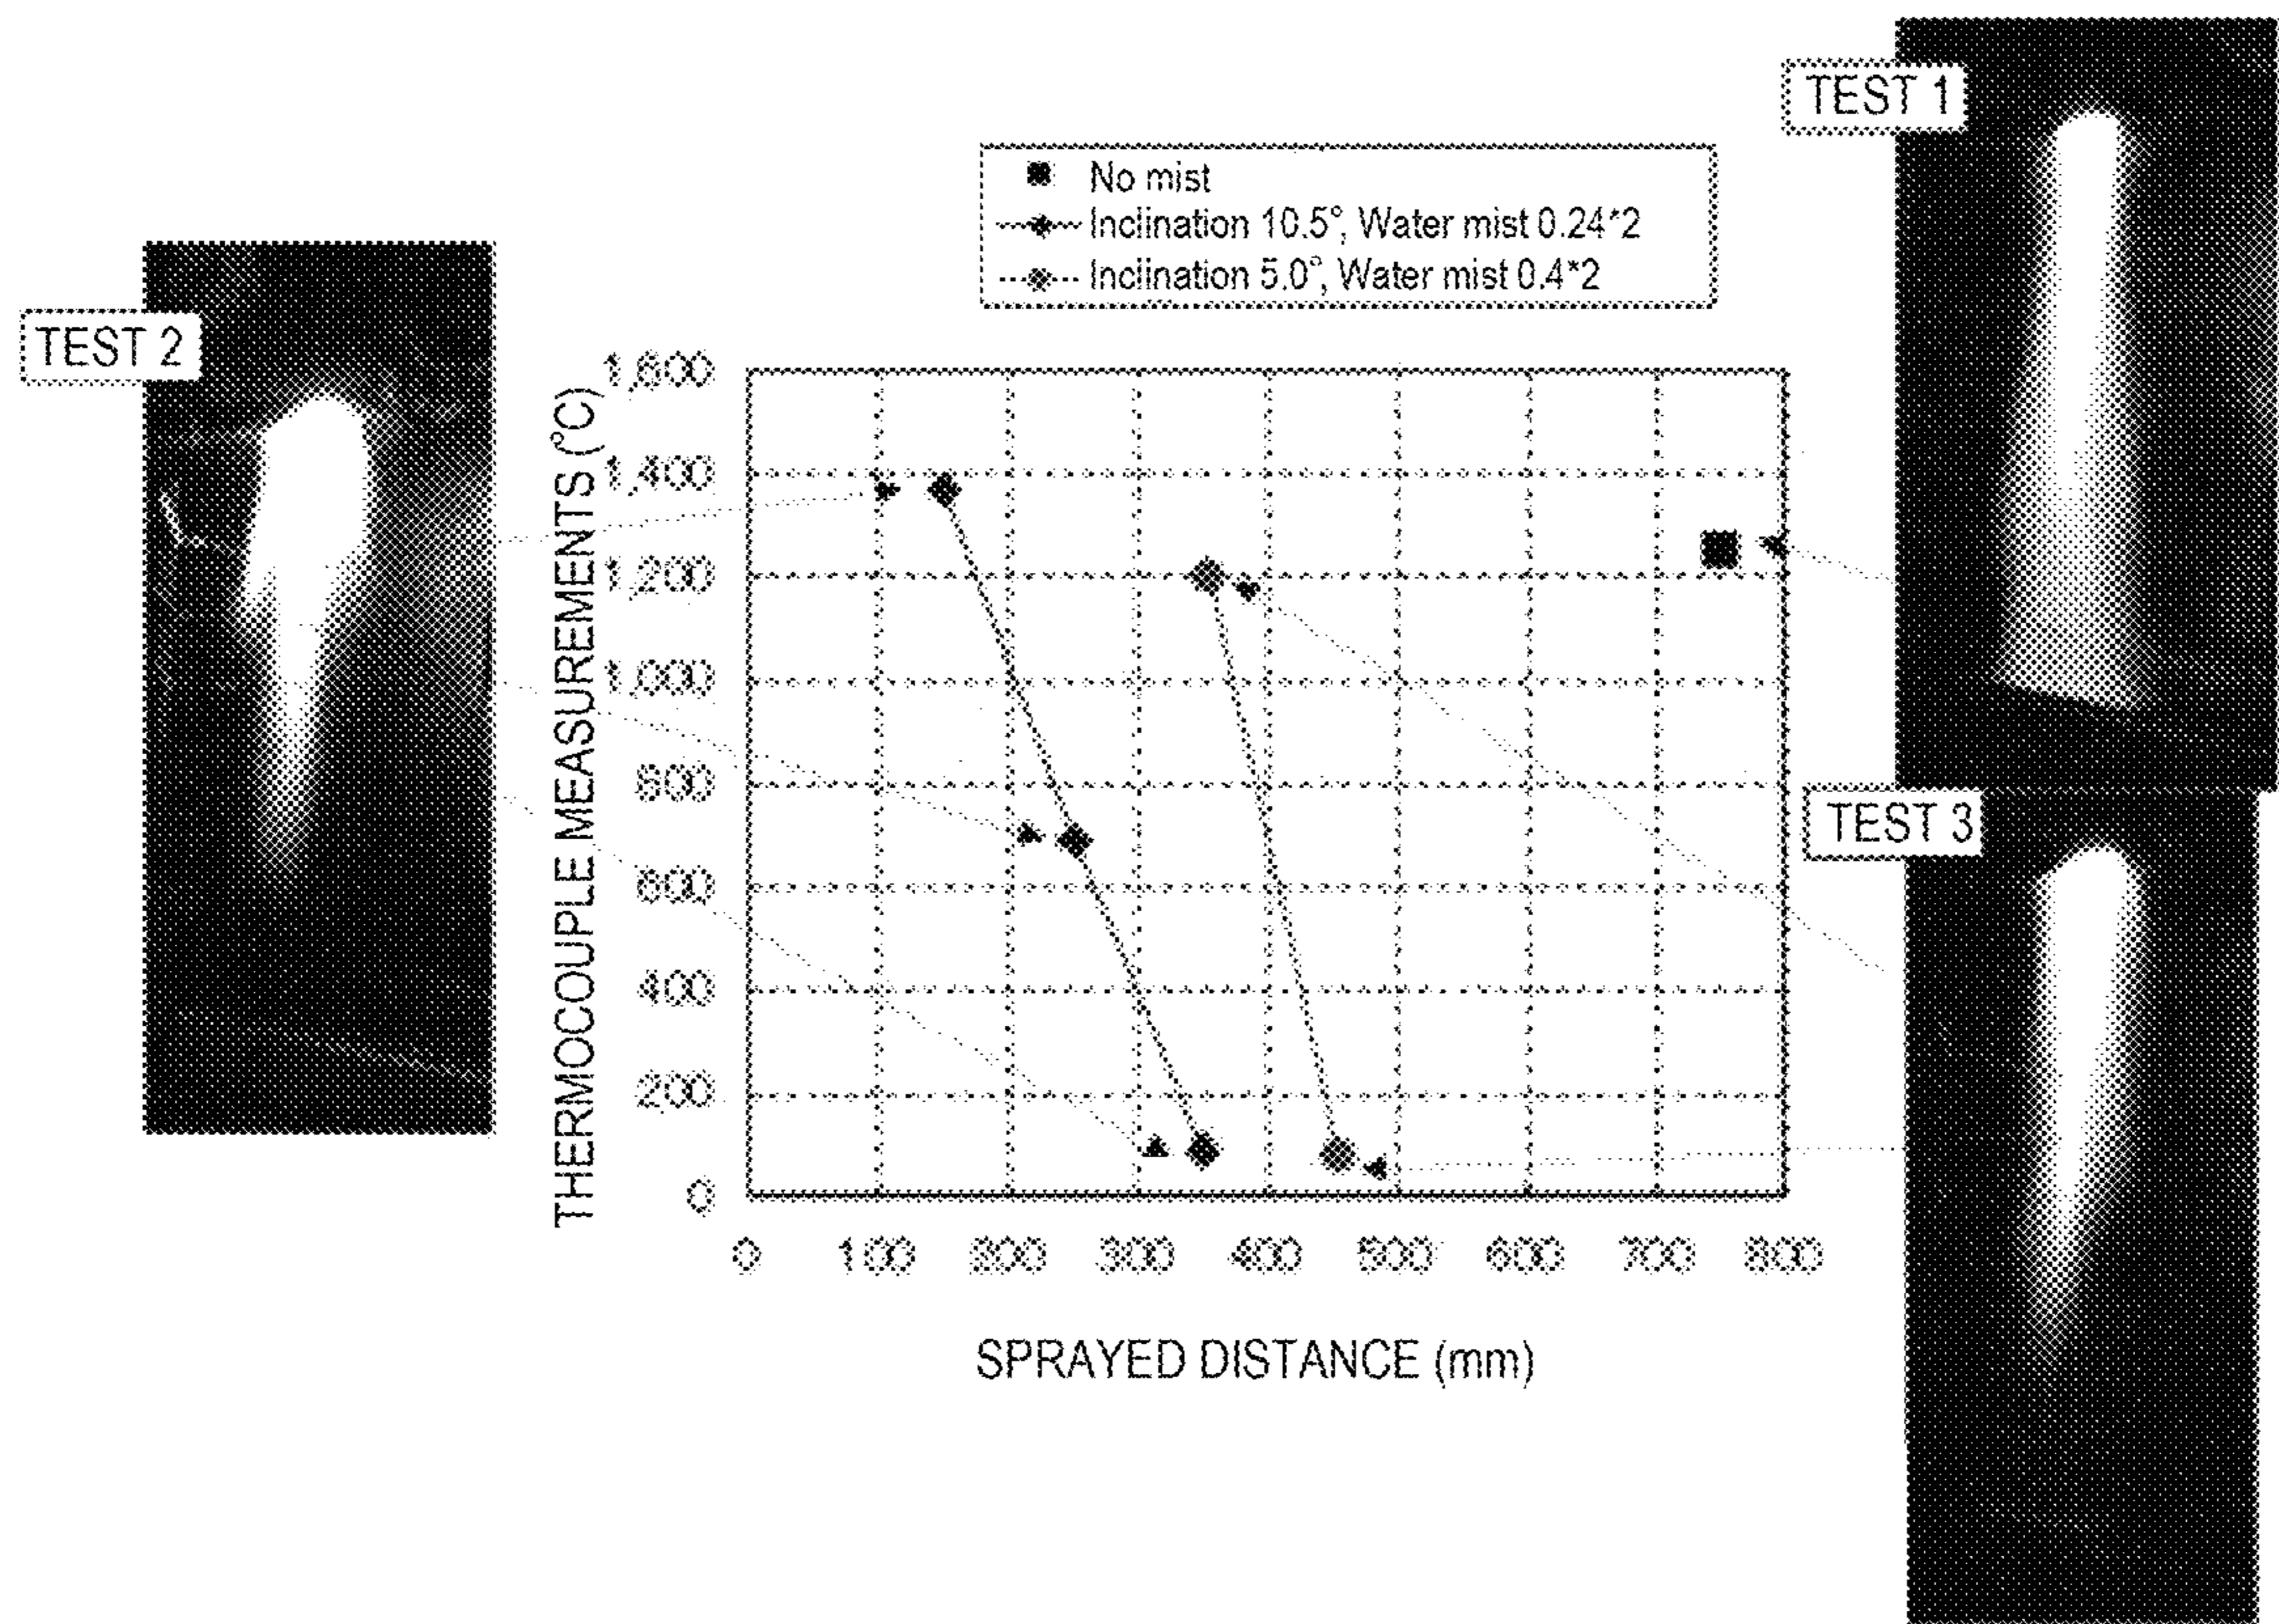 TEST 1
No mist
Inclination 10.5°, Water mist 0.24*2
Inclination 5.0°, Water mist 0.4*2
TEST 2
THERMOCOUPLE MEASUREMENTS (°C)
1,600
1,400
1,200
1,000
800
600
400
200
0
TEST 3
0 100 200 300 400 500 600 700 800
SPRAYED DISTANCE (mm)